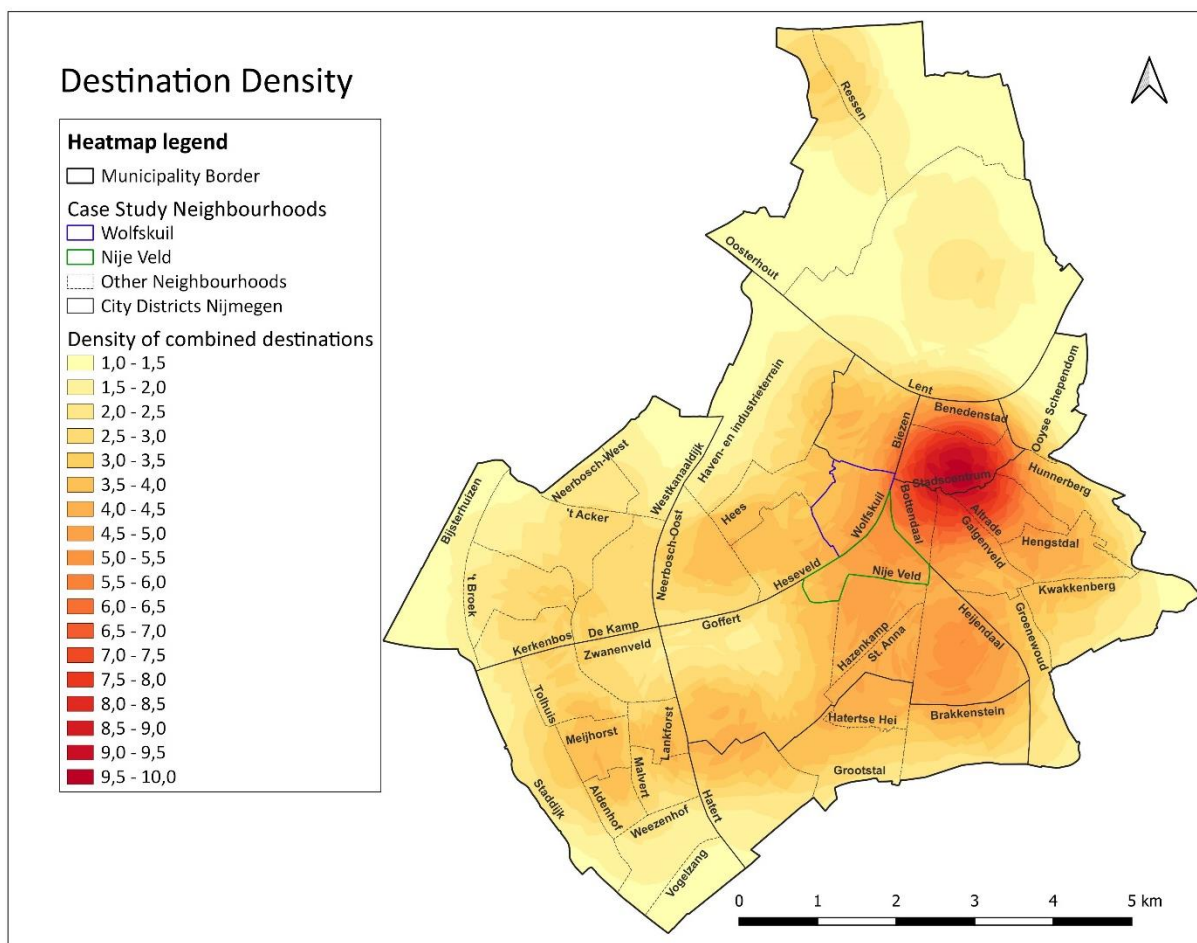 Destination Density
Heatmap legend
Municipality Border
Case Study Neighbourhoods
Wolfskuil
Nije Veld
Other Neighbourhoods
City Districts Nijmegen
Density of combined destinations
1,0 - 1,5
1,5 - 2,0
2,0 - 2,5
2,5 - 3,0
3,0 - 3,5
3,5 - 4,0
4,0 - 4,5
4,5 - 5,0
5,0 - 5,5
5,5 - 6,0
6,0 - 6,5
6,5 - 7,0
7,0 - 7,5
7,5 - 8,0
8,0 - 8,5
8,5 - 9,0
9,0 - 9,5
9,5 - 10,0
Ressen
Oosterhout
Lent
Ooyse Schependom
Benedenstad
Biezen
Haven- en industrieterrein
Stadscentrum
Hunnerberg
Neerbosch-West
Westkanaaldijk
Bijsterhuizen
't Acker
Hees
Wolfskuil
Bottendaal
Altrade
Galgenveld
Hengstdal
Neerbosch-Oost
Heseveld
Nije Veld
Kwakkenberg
't Broek
Kerkenbos
De Kamp
Goffert
Zwanenveld
Hazenkamp
St. Anna
Heijendaal
Groenewoud
Tolhuis
Meijhorst
Lankforst
Hatertse Hei
Brakkenstein
Malvert
Grootstal
Staddijk
Aldenhof
Weezenhof
Hatert
Vogelzang
0 1 2 3 4 5 km